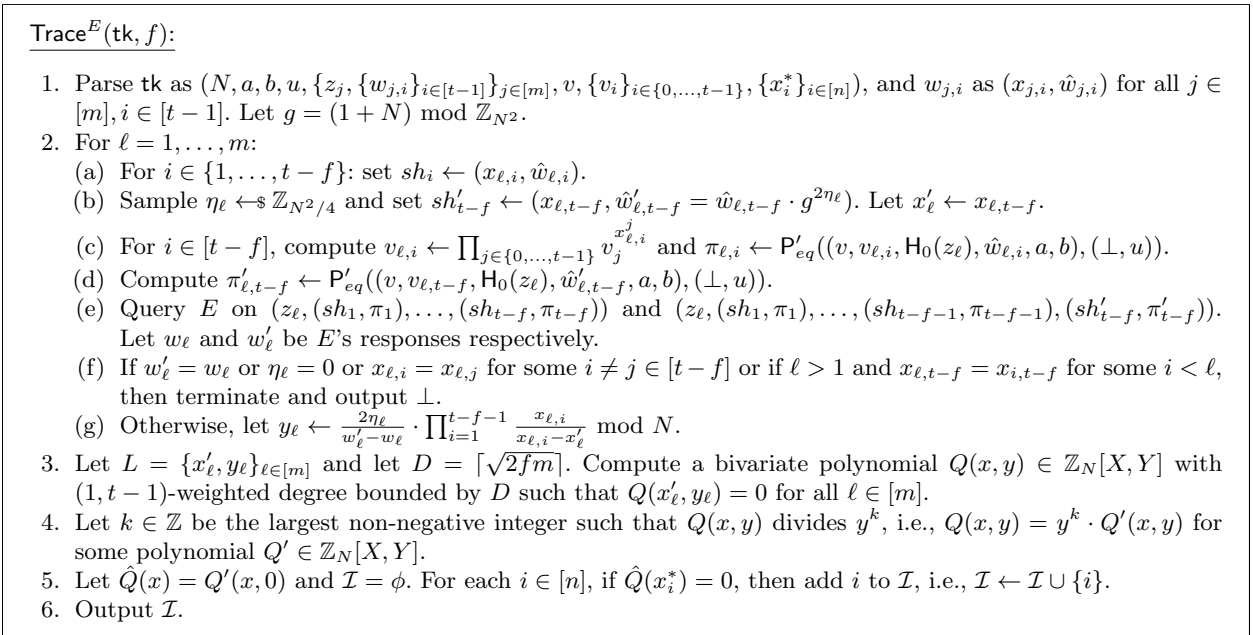 Trace^E(tk, f):
1. Parse tk as (N, a, b, u, {z_j, {w_{j,i}}_{i∈[t−1]}}_{j∈[m]}, v, {v_i}_{i∈{0,...,t−1}}, {x^*_i}_{i∈[n]}), and w_{j,i} as (x_{j,i}, ŵ_{j,i}) for all j ∈
[m], i ∈ [t − 1]. Let g = (1 + N) mod ℤ_{N^2}.
2. For ℓ = 1, . . . , m:
(a) For i ∈ {1, . . . , t − f}: set sh_i ← (x_{ℓ,i}, ŵ_{ℓ,i}).
(b) Sample η_ℓ ←$ ℤ_{N^2/4} and set sh′_{t−f} ← (x_{ℓ,t−f}, ŵ′_{ℓ,t−f} = ŵ_{ℓ,t−f} · g^{2η_ℓ}). Let x′_ℓ ← x_{ℓ,t−f}.
(c) For i ∈ [t − f], compute v_{ℓ,i} ← ∏_{j∈{0,...,t−1}} v_j^{x^j_{ℓ,i}} and π_{ℓ,i} ← P′_{eq}((v, v_{ℓ,i}, H_0(z_ℓ), ŵ_{ℓ,i}, a, b), (⊥, u)).
(d) Compute π′_{ℓ,t−f} ← P′_{eq}((v, v_{ℓ,t−f}, H_0(z_ℓ), ŵ′_{ℓ,t−f}, a, b), (⊥, u)).
(e) Query E on (z_ℓ, (sh_1, π_1), . . . , (sh_{t−f}, π_{t−f})) and (z_ℓ, (sh_1, π_1), . . . , (sh_{t−f−1}, π_{t−f−1}), (sh′_{t−f}, π′_{t−f})).
Let w_ℓ and w′_ℓ be E's responses respectively.
(f) If w′_ℓ = w_ℓ or η_ℓ = 0 or x_{ℓ,i} = x_{ℓ,j} for some i ≠ j ∈ [t − f] or if ℓ > 1 and x_{ℓ,t−f} = x_{i,t−f} for some i < ℓ,
then terminate and output ⊥.
(g) Otherwise, let y_ℓ ← \frac{2η_ℓ}{w′_ℓ−w_ℓ} · ∏_{i=1}^{t−f−1} \frac{x_{ℓ,i}}{x_{ℓ,i}−x′_ℓ} mod N.
3. Let L = {x′_ℓ, y_ℓ}_{ℓ∈[m]} and let D = ⌈√(2fm)⌉. Compute a bivariate polynomial Q(x, y) ∈ ℤ_N[X, Y] with
(1, t − 1)-weighted degree bounded by D such that Q(x′_ℓ, y_ℓ) = 0 for all ℓ ∈ [m].
4. Let k ∈ ℤ be the largest non-negative integer such that Q(x, y) divides y^k, i.e., Q(x, y) = y^k · Q′(x, y) for
some polynomial Q′ ∈ ℤ_N[X, Y].
5. Let Q̂(x) = Q′(x, 0) and 𝓘 = ϕ. For each i ∈ [n], if Q̂(x^*_i) = 0, then add i to 𝓘, i.e., 𝓘 ← 𝓘 ∪ {i}.
6. Output 𝓘.